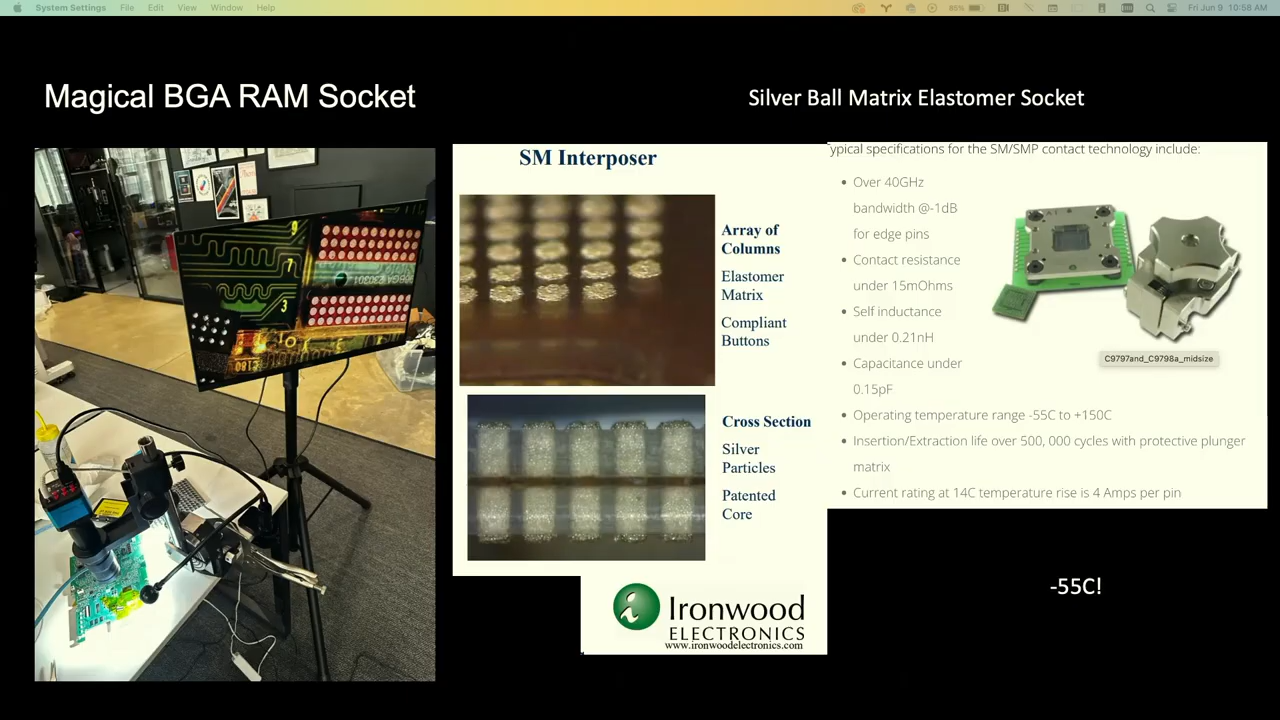 System Settings File Edit View Window Help 85% Fri Jun 9 10:58 AM
Magical BGA RAM Socket
Silver Ball Matrix Elastomer Socket
SM Interposer
Array of
Columns
Elastomer
Matrix
Compliant
Buttons
Cross Section
Silver
Particles
Patented
Core
ypical specifications for the SM/SMP contact technology include:
• Over 40GHz
bandwidth @-1dB
for edge pins
• Contact resistance
under 15mOhms
• Self inductance
under 0.21nH
• Capacitance under
0.15pF
• Operating temperature range -55C to +150C
• Insertion/Extraction life over 500, 000 cycles with protective plunger
matrix
• Current rating at 14C temperature rise is 4 Amps per pin
C9797and_C9798a_midsize
9
7
3
C180
i Ironwood
ELECTRONICS
www.ironwoodelectronics.com
-55C!